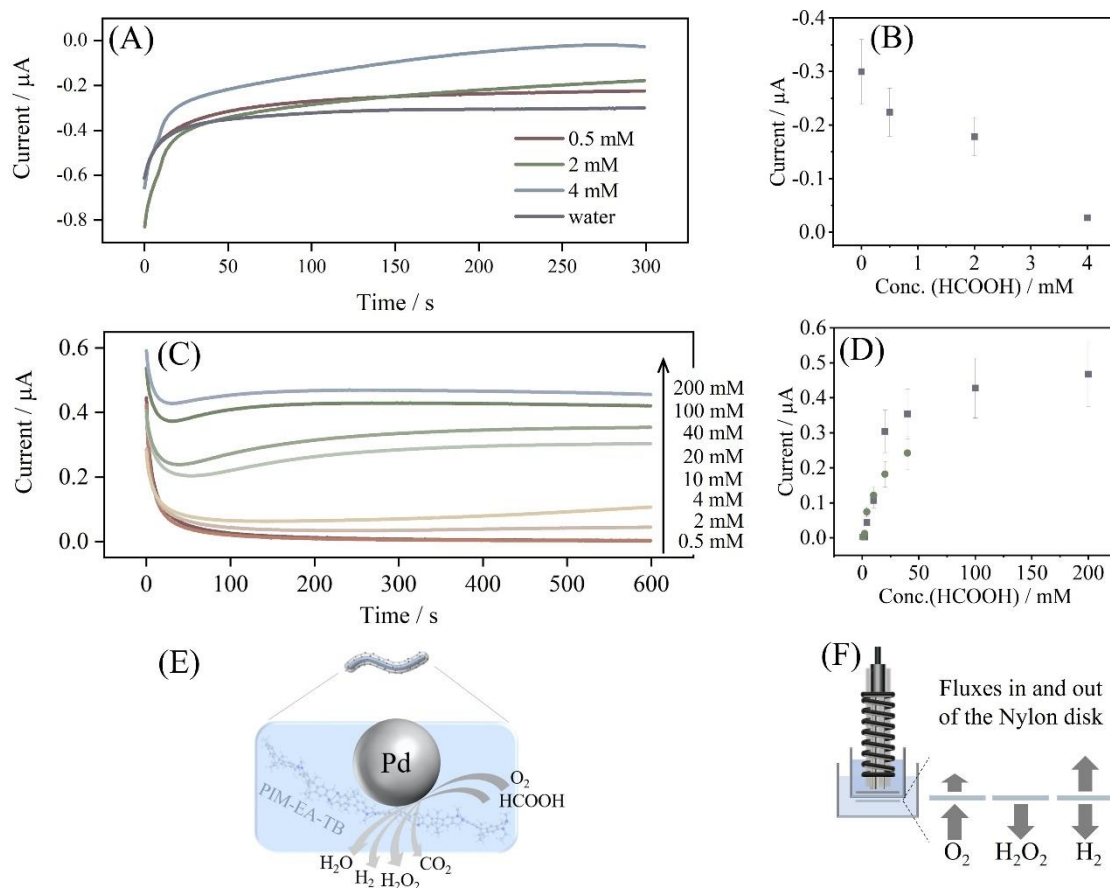 (A)
Current / µA
0.0
-0.2
-0.4
-0.6
-0.8
0.5 mM
2 mM
4 mM
water
0
50
100
150
200
250
300
Time / s
(B)
Current / µA
-0.4
-0.3
-0.2
-0.1
0.0
0
1
2
3
4
Conc. (HCOOH) / mM
(C)
Current / µA
0.6
0.4
0.2
0.0
200 mM
100 mM
40 mM
20 mM
10 mM
4 mM
2 mM
0.5 mM
0
100
200
300
400
500
600
Time / s
(D)
Current / µA
0.6
0.5
0.4
0.3
0.2
0.1
0.0
0
50
100
150
200
Conc.(HCOOH) / mM
(E)
Pd
PIM-EA-TB
O₂
HCOOH
H₂O
H₂
H₂O₂
CO₂
(F)
Fluxes in and out
of the Nylon disk
O₂
H₂O₂
H₂